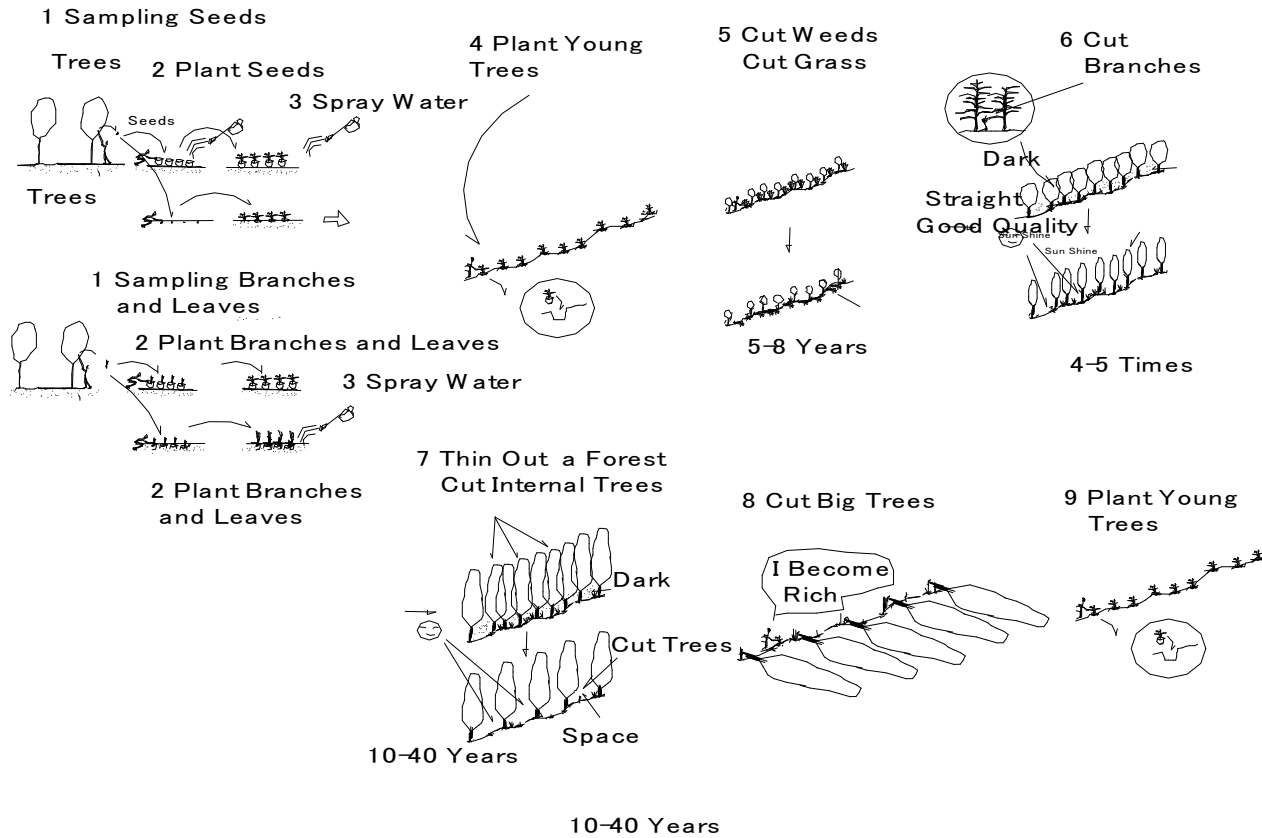 1 Sampling Seeds
Trees
2 Plant Seeds
3 Spray Water
Seeds
Trees
1 Sampling Branches
and Leaves
2 Plant Branches and Leaves
3 Spray Water
2 Plant Branches
and Leaves
4 Plant Young
Trees
5 Cut Weeds
Cut Grass
5-8 Years
6 Cut
Branches
Dark
Straight
Good Quality
Sun Shine
Sun Shine
4-5 Times
7 Thin Out a Forest
Cut Internal Trees
Dark
Cut Trees
Space
10-40 Years
8 Cut Big Trees
I Become
Rich
9 Plant Young
Trees
10-40 Years